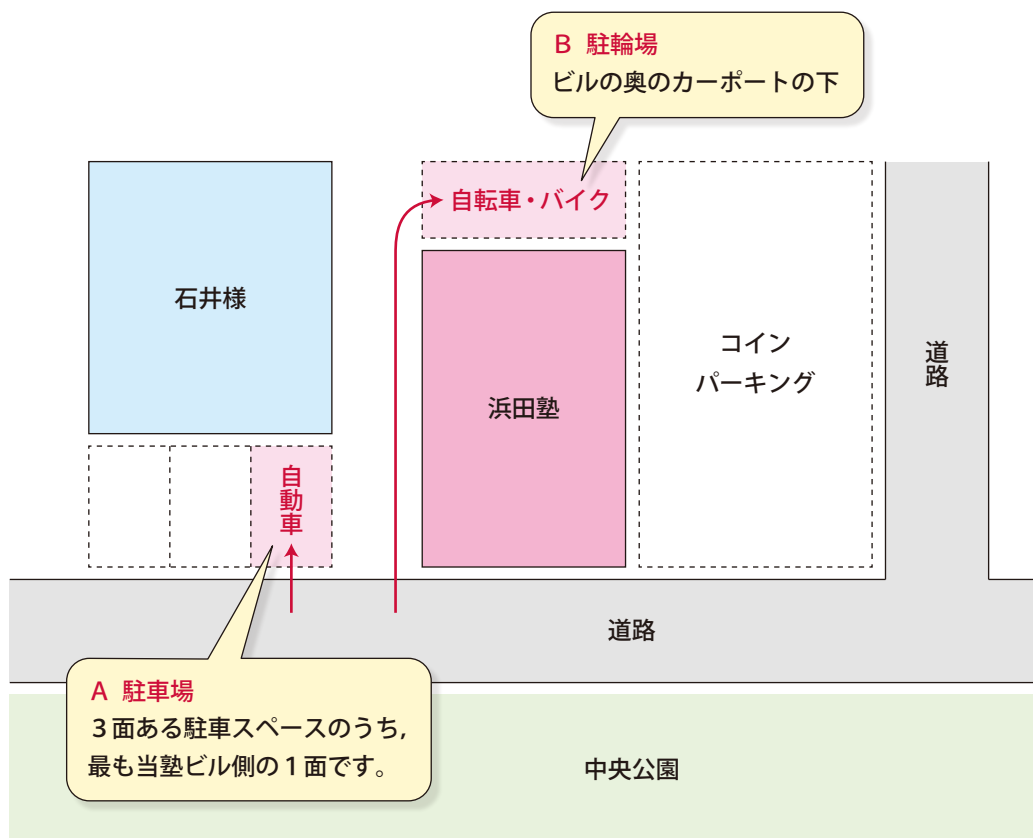 B 駐輪場
ビルの奥のカーポートの下
自転車・バイク
石井様
コイン
パーキング
道路
浜田塾
自動車
道路
A 駐車場
3面ある駐車スペースのうち,
最も当塾ビル側の1面です。
中央公園